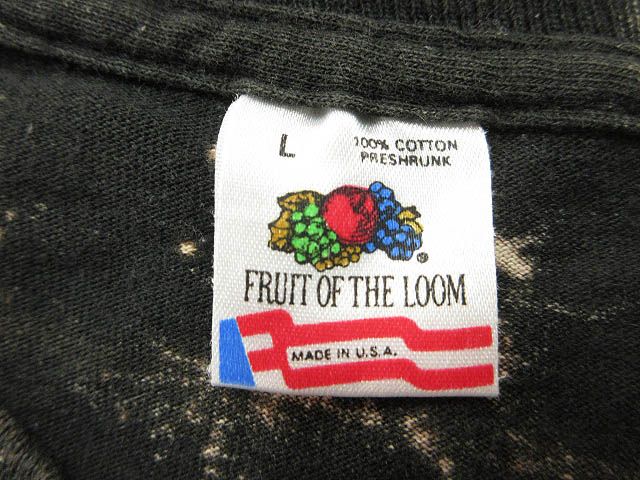 L
100% COTTON
PRESHRUNK
®
FRUIT OF THE LOOM
MADE IN U.S.A.